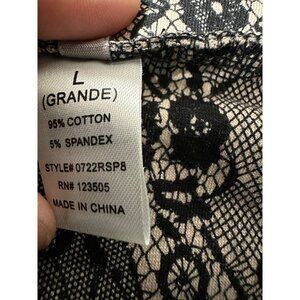 L
(GRANDE)
95% COTTON
5% SPANDEX
STYLE# 0722RSP8
RN# 123505
MADE IN CHINA